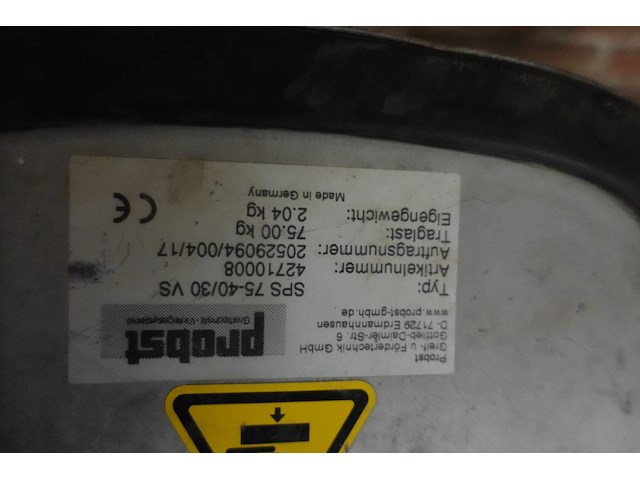 Probst
Greif- u. Fördertechnik GmbH
Gottlieb-Daimler-Str. 6
D- 71729 Erdmannhausen
www.probst-gmbh.de
probst
Greiftechnik · Verlegesysteme
Typ: SPS 75-40/30 VS
Artikelnummer: 42710008
Auftragsnummer: 20529094/004/17
Traglast: 75.00 kg
Eigengewicht: 2.04 kg
Made in Germany
CE